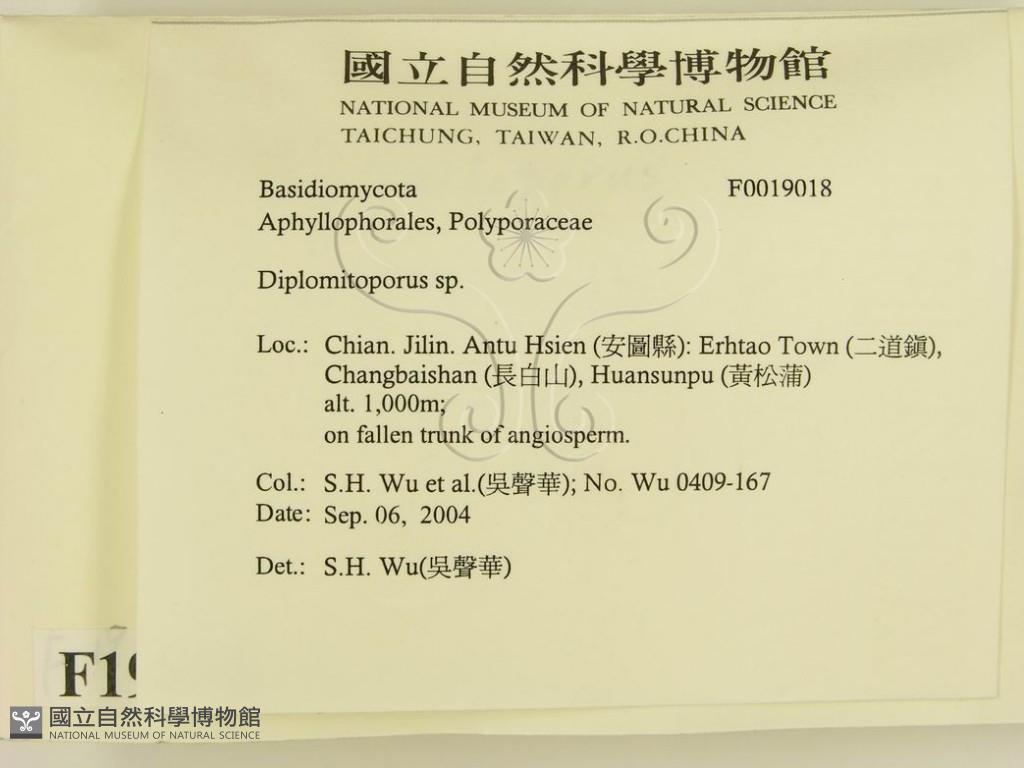 國立自然科學博物館
NATIONAL MUSEUM OF NATURAL SCIENCE
TAICHUNG, TAIWAN, R.O.CHINA
Basidiomycota F0019018
Aphyllophorales, Polyporaceae
Diplomitoporus sp.
Loc.: Chian. Jilin. Antu Hsien (安圖縣): Erhtao Town (二道鎭),
Changbaishan (長白山), Huansunpu (黃松蒲)
alt. 1,000m;
on fallen trunk of angiosperm.
Col.: S.H. Wu et al.(吳聲華); No. Wu 0409-167
Date: Sep. 06, 2004
Det.: S.H. Wu(吳聲華)
F19
國立自然科學博物館
NATIONAL MUSEUM OF NATURAL SCIENCE